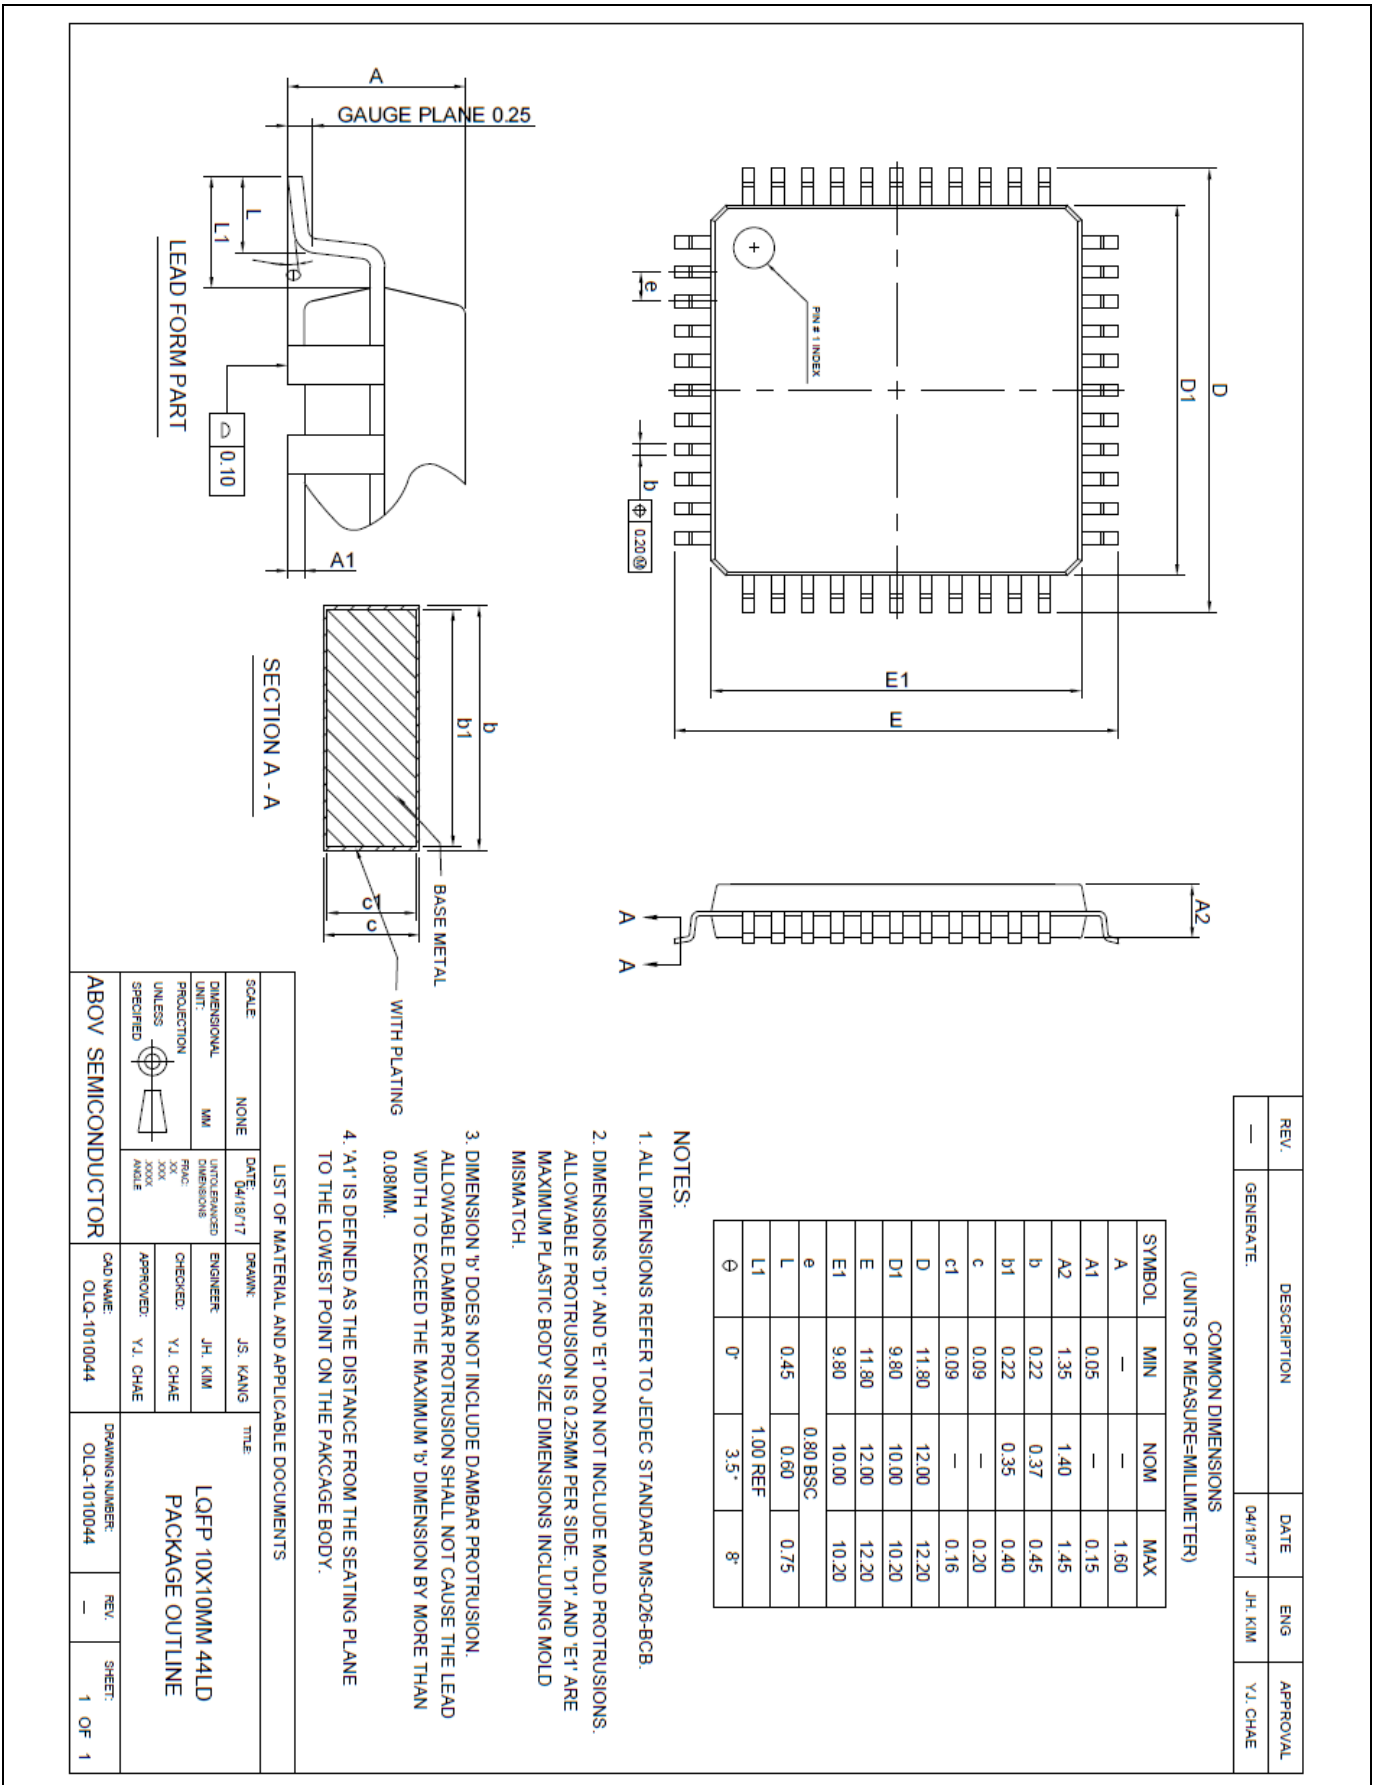 REV. DESCRIPTION DATE ENG APPROVAL
— GENERATE. 04/18/'17 JH. KIM YJ. CHAE
D
D1
PIN # 1 INDEX
e
b
0.20 Ⓜ
E1
E
A2
A
A
COMMON DIMENSIONS
(UNITS OF MEASURE=MILLIMETER)
SYMBOL MIN NOM MAX
A — — 1.60
A1 0.05 — 0.15
A2 1.35 1.40 1.45
b 0.22 0.37 0.45
b1 0.22 0.35 0.40
c 0.09 — 0.20
c1 0.09 — 0.16
D 11.80 12.00 12.20
D1 9.80 10.00 10.20
E 11.80 12.00 12.20
E1 9.80 10.00 10.20
e 0.80 BSC
L 0.45 0.60 0.75
L1 1.00 REF
θ 0° 3.5° 8°
NOTES:
1. ALL DIMENSIONS REFER TO JEDEC STANDARD MS-026-BCB.
2. DIMENSIONS 'D1' AND 'E1' DON NOT INCLUDE MOLD PROTRUSIONS.
ALLOWABLE PROTRUSION IS 0.25MM PER SIDE. 'D1' AND 'E1' ARE
MAXIMUM PLASTIC BODY SIZE DIMENSIONS INCLUDING MOLD
MISMATCH.
3. DIMENSION 'b' DOES NOT INCLUDE DAMBAR PROTRUSION.
ALLOWABLE DAMBAR PROTRUSION SHALL NOT CAUSE THE LEAD
WIDTH TO EXCEED THE MAXIMUM 'b' DIMENSION BY MORE THAN
0.08MM.
4. 'A1' IS DEFINED AS THE DISTANCE FROM THE SEATING PLANE
TO THE LOWEST POINT ON THE PAKCAGE BODY.
A
GAUGE PLANE 0.25
L
L1
θ
0.10
A1
LEAD FORM PART
b
b1
c1
c
BASE METAL
WITH PLATING
SECTION A - A
LIST OF MATERIAL AND APPLICABLE DOCUMENTS
SCALE: NONE
DATE: 04/18/'17
DRAWN: JS. KANG
TITLE:
DIMENSIONAL
UNIT: MM
UNTOLERANCED
DIMENSIONS
ENGINEER: JH. KIM
LQFP 10X10MM 44LD
PACKAGE OUTLINE
PROJECTION
UNLESS
SPECIFIED
FRAC:
.XX
.XXX
.XXXX
ANGLE
CHECKED: YJ. CHAE
APPROVED: YJ. CHAE
ABOV SEMICONDUCTOR
CAD NAME:
OLQ-1010044
DRAWING NUMBER:
OLQ-1010044
REV.
—
SHEET:
1 OF 1